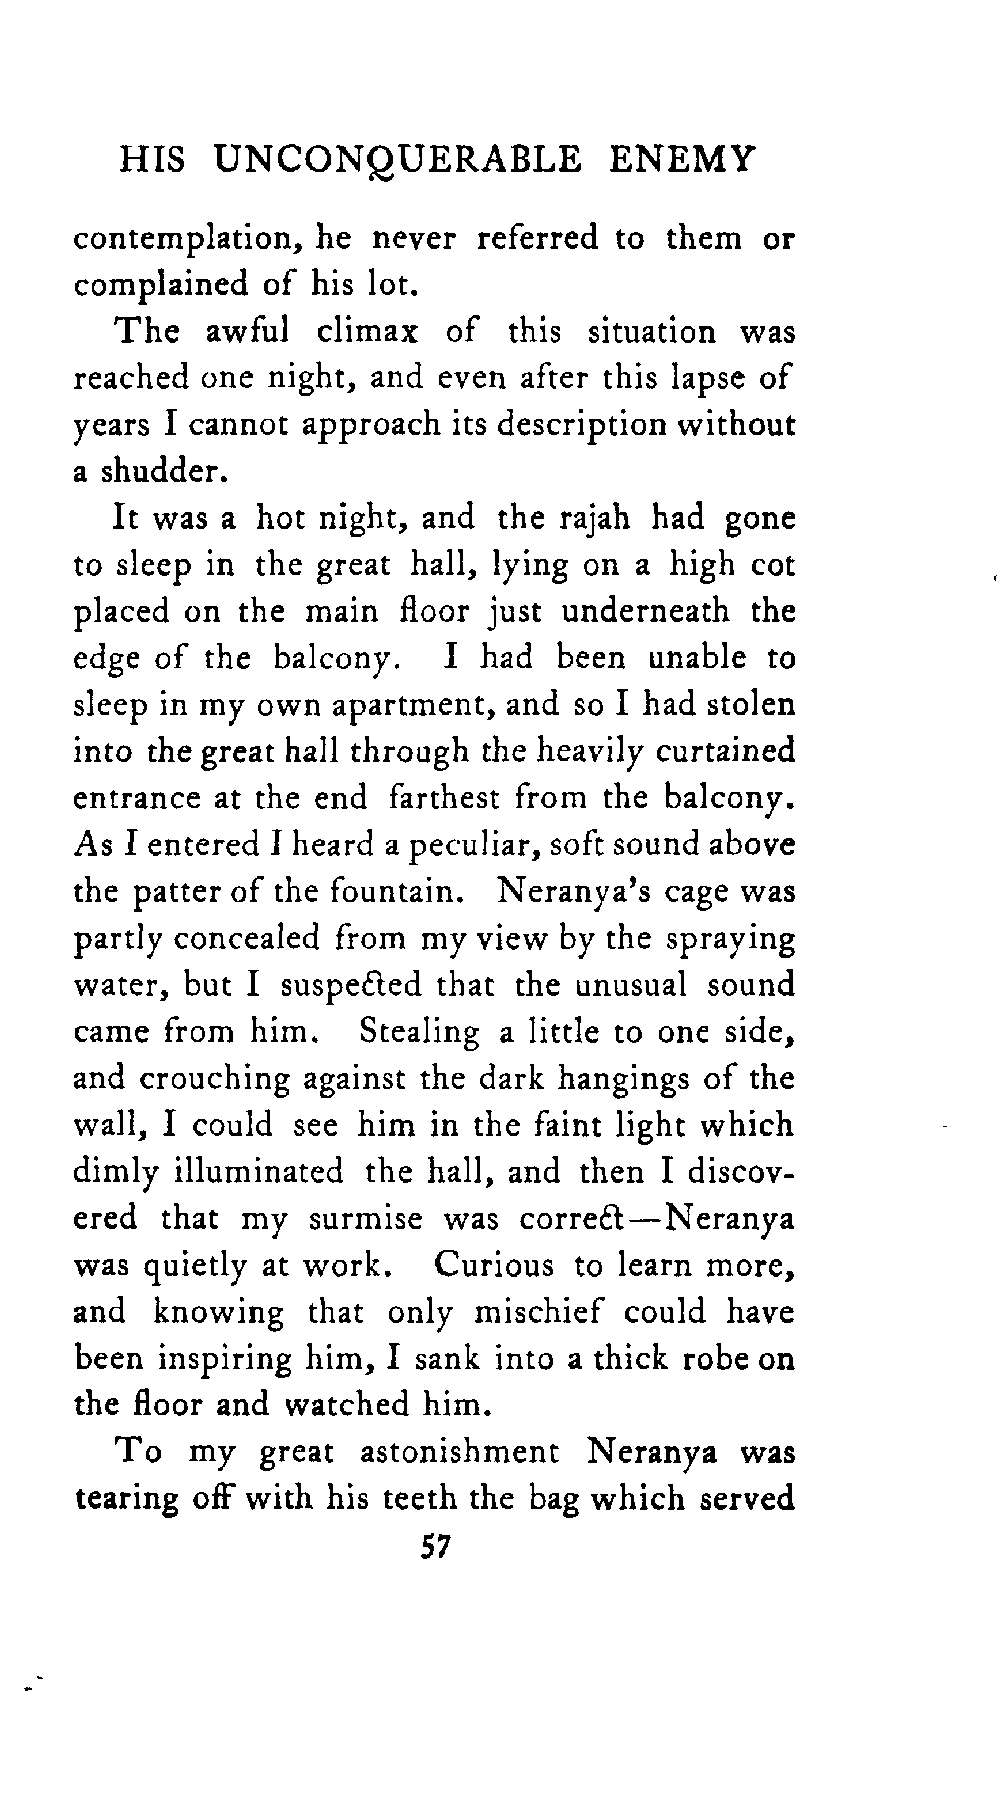 HIS UNCONQUERABLE ENEMY
contemplation, he never referred to them or
complained of his lot.
The awful climax of this situation was
reached one night, and even after this lapse of
years I cannot approach its description without
a shudder.
It was a hot night, and the rajah had gone
to sleep in the great hall, lying on a high cot
placed on the main floor just underneath the
edge of the balcony. I had been unable to
sleep in my own apartment, and so I had stolen
into the great hall through the heavily curtained
entrance at the end farthest from the balcony.
As I entered I heard a peculiar, soft sound above
the patter of the fountain. Neranya's cage was
partly concealed from my view by the spraying
water, but I suspected that the unusual sound
came from him. Stealing a little to one side,
and crouching against the dark hangings of the
wall, I could see him in the faint light which
dimly illuminated the hall, and then I discov-
ered that my surmise was correct—Neranya
was quietly at work. Curious to learn more,
and knowing that only mischief could have
been inspiring him, I sank into a thick robe on
the floor and watched him.
To my great astonishment Neranya was
tearing off with his teeth the bag which served
57